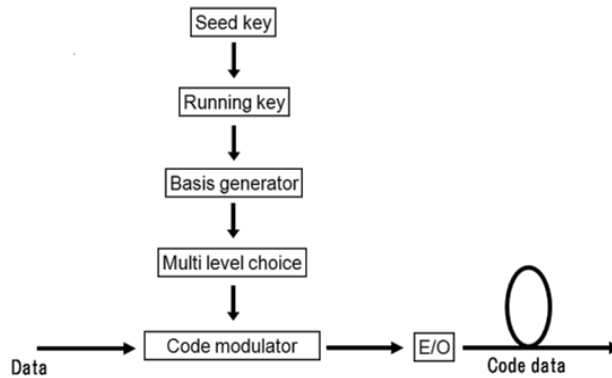 Seed key
Running key
Basis generator
Multi level choice
Code modulator
E/O
Data
Code data